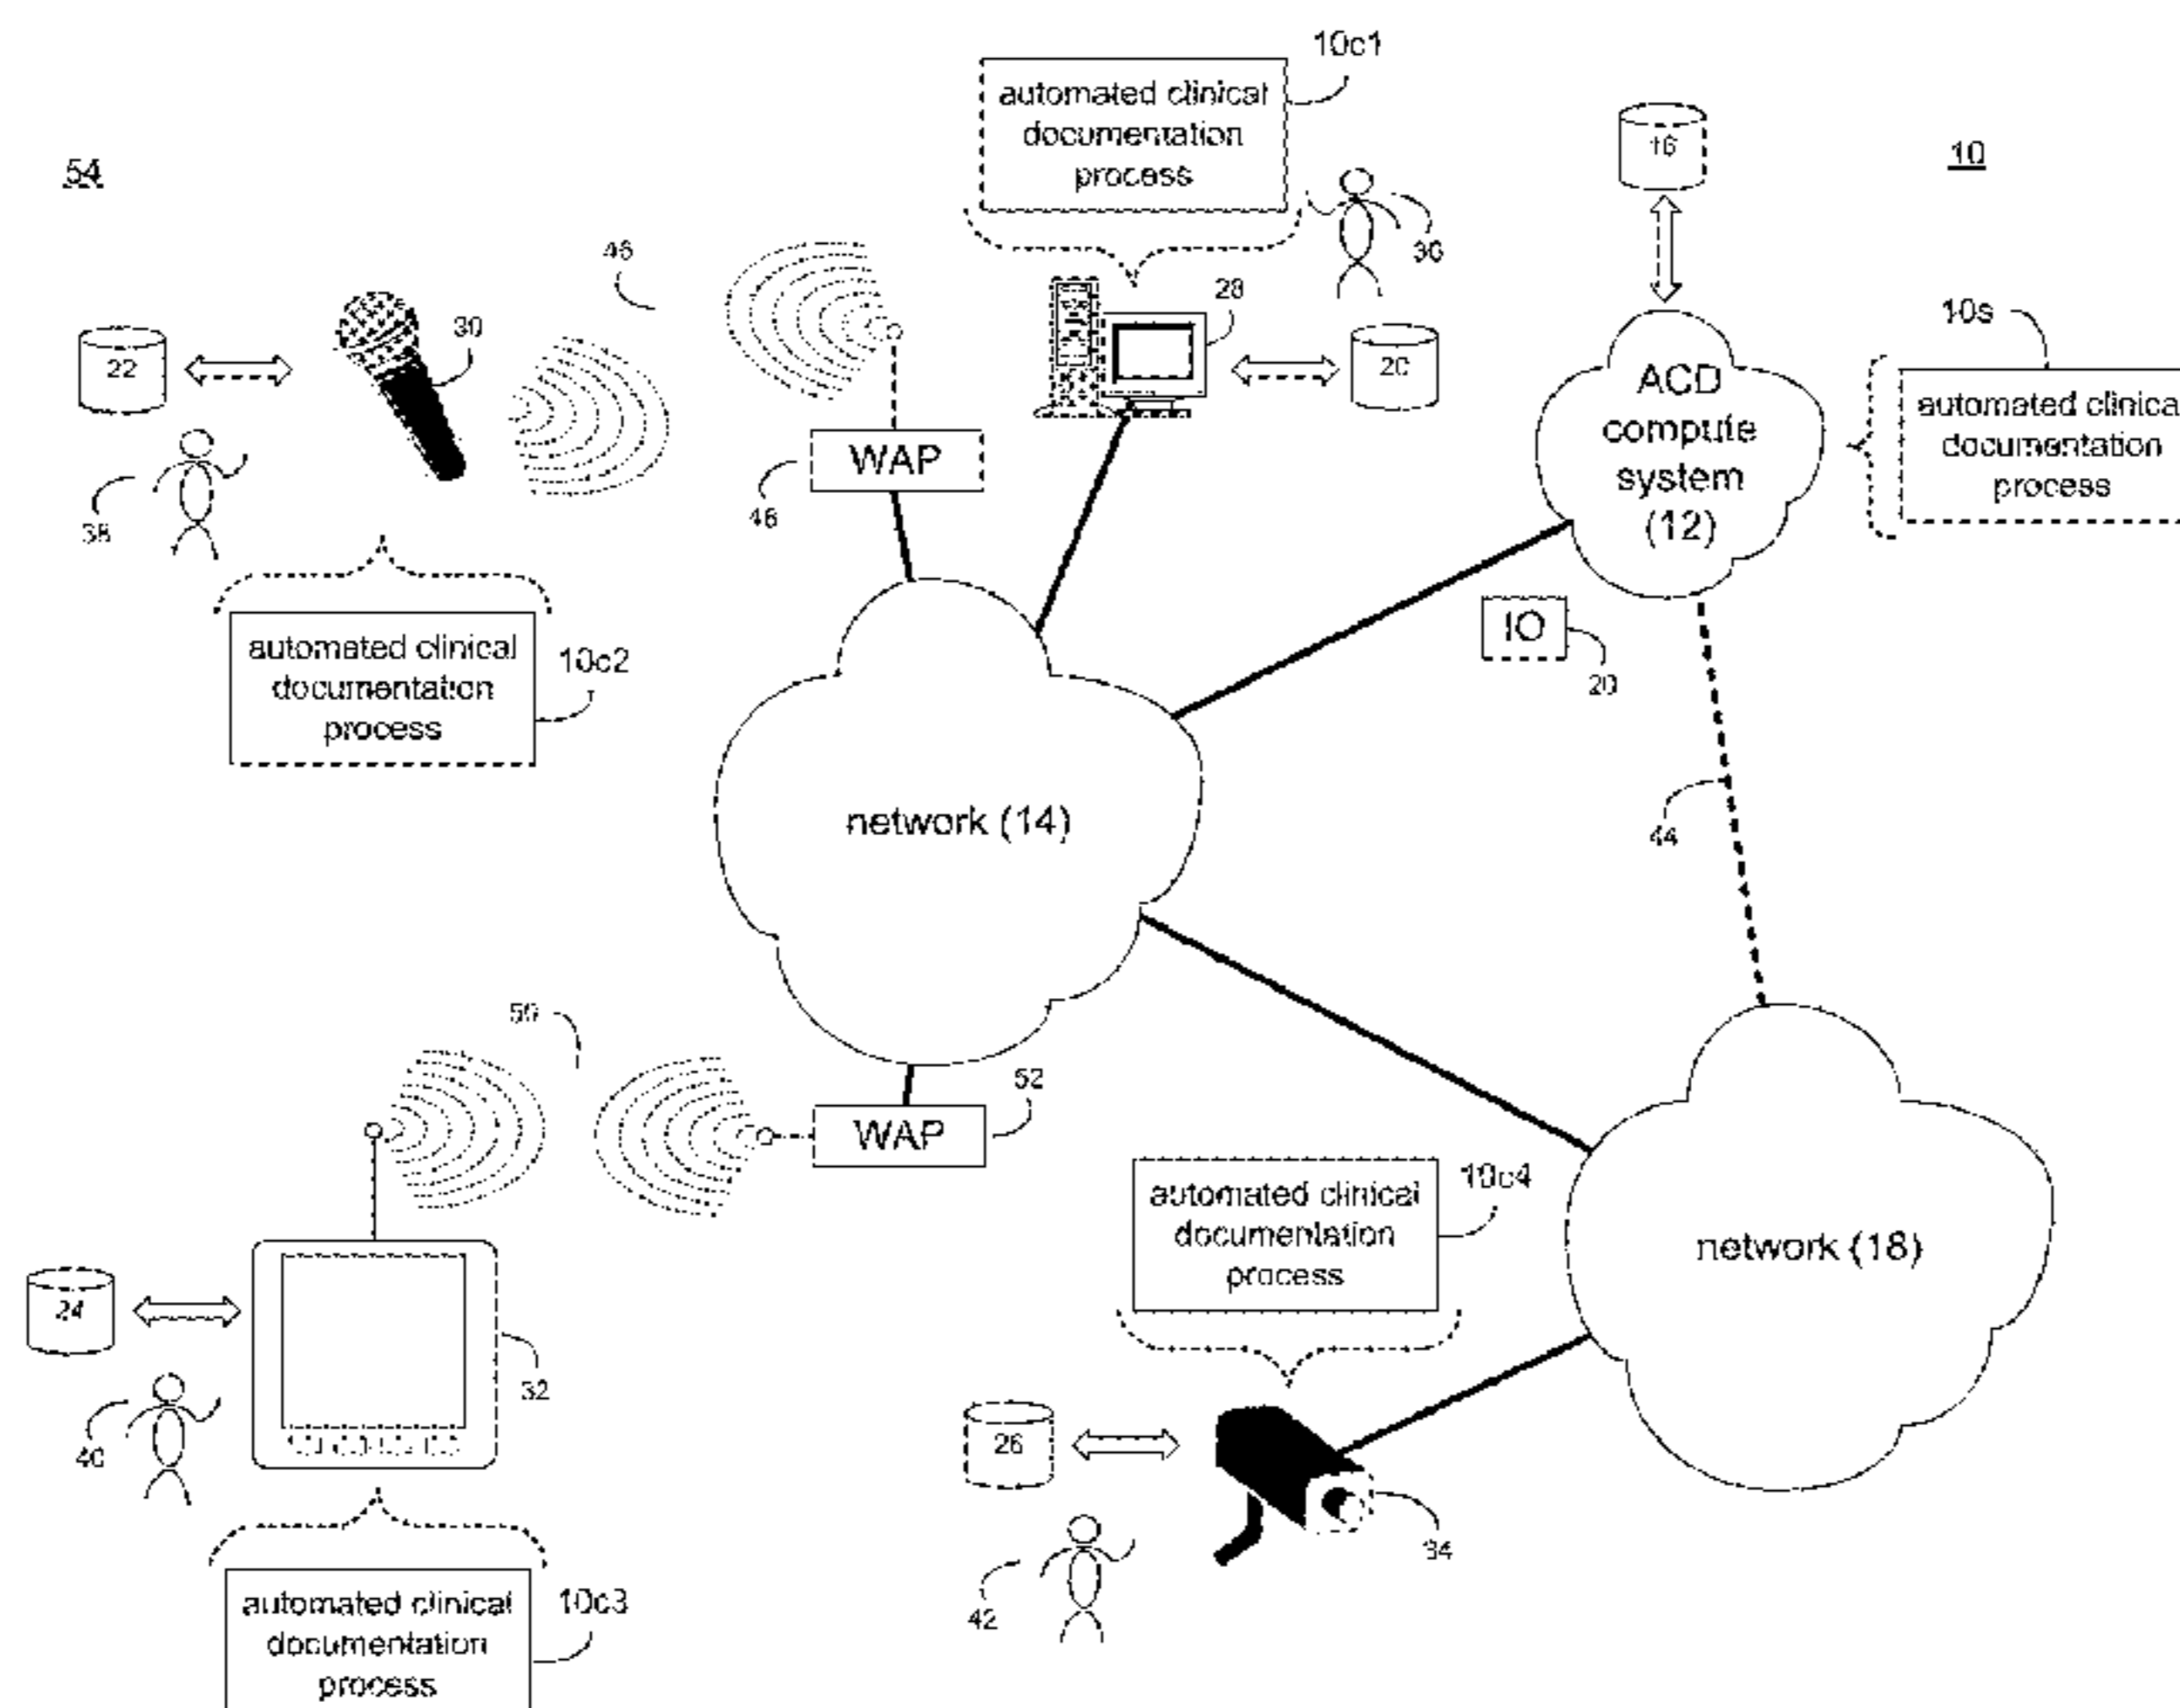 10c1
automated clinical
documentation
process
16
54
10
36
46
28
10s
30
22
20
ACD
compute
system
(12)
automated clinica
documentation
process
WAP
48
38
IO
20
automated clinical
documentation
process
10c2
network (14)
44
50
52
WAP
10c4
automated clinical
documentation
process
network (18)
24
32
40
26
34
42
10c3
automated clinical
documentation
process